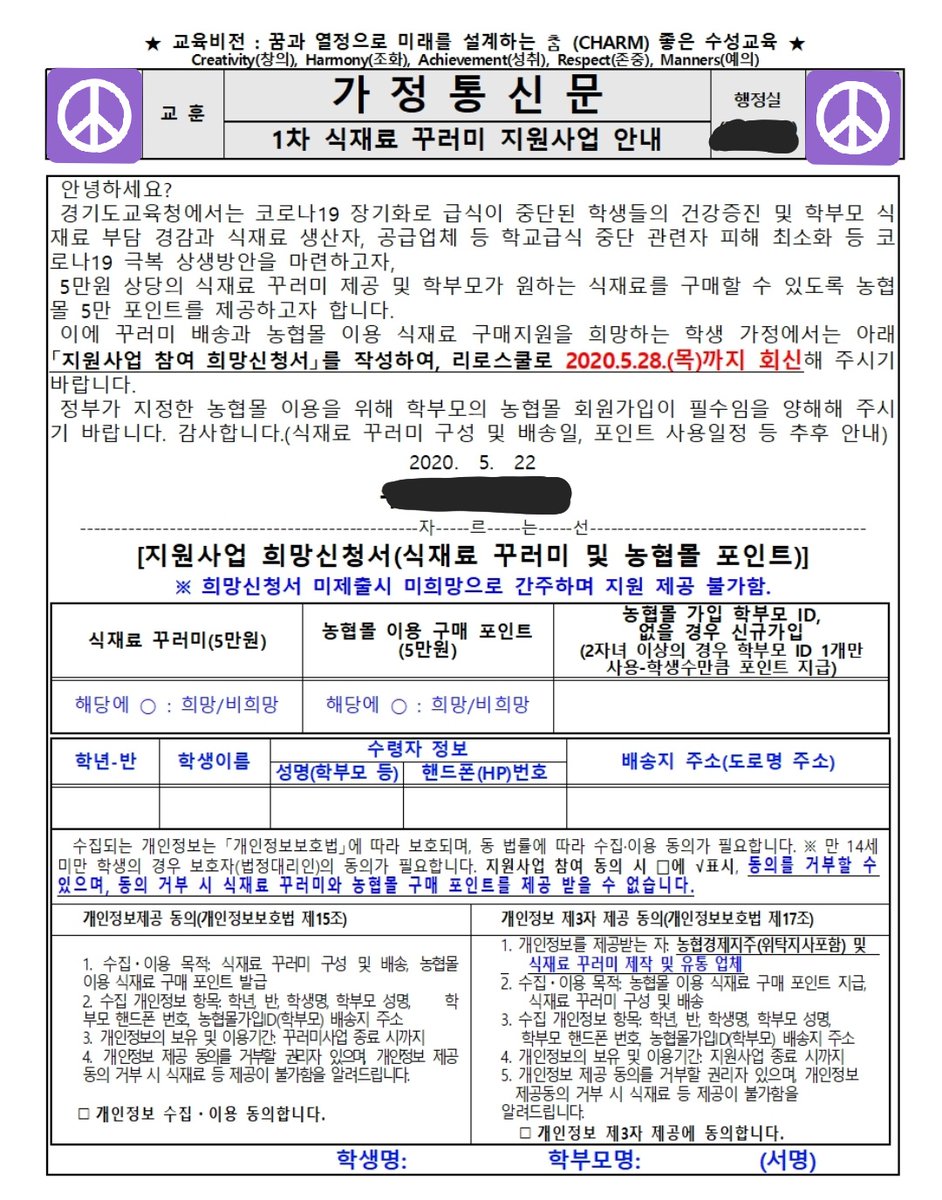 ★ 교육비전 : 꿈과 열정으로 미래를 설계하는 참 (CHARM) 좋은 수성교육 ★
Creativity(창의), Harmony(조화), Achievement(성취), Respect(존중), Manners(예의)
교 훈
가 정 통 신 문
1차 식재료 꾸러미 지원사업 안내
행정실
안녕하세요?
경기도교육청에서는 코로나19 장기화로 급식이 중단된 학생들의 건강증진 및 학부모 식
재료 부담 경감과 식재료 생산자, 공급업체 등 학교급식 중단 관련자 피해 최소화 등 코
로나19 극복 상생방안을 마련하고자,
5만원 상당의 식재료 꾸러미 제공 및 학부모가 원하는 식재료를 구매할 수 있도록 농협
몰 5만 포인트를 제공하고자 합니다.
이에 꾸러미 배송과 농협몰 이용 식재료 구매지원을 희망하는 학생 가정에서는 아래
「지원사업 참여 희망신청서」를 작성하여, 리로스쿨로 2020.5.28.(목)까지 회신해 주시기
바랍니다.
정부가 지정한 농협몰 이용을 위해 학부모의 농협몰 회원가입이 필수임을 양해해 주시
기 바랍니다. 감사합니다.(식재료 꾸러미 구성 및 배송일, 포인트 사용일정 등 추후 안내)
2020. 5. 22
자-----르-----는-----선
[지원사업 희망신청서(식재료 꾸러미 및 농협몰 포인트)]
※ 희망신청서 미제출시 미희망으로 간주하며 지원 제공 불가함.
식재료 꾸러미(5만원)
농협몰 이용 구매 포인트
(5만원)
농협몰 가입 학부모 ID,
없을 경우 신규가입
(2자녀 이상의 경우 학부모 ID 1개만
사용-학생수만큼 포인트 지급)
해당에 ○ : 희망/비희망
해당에 ○ : 희망/비희망
학년-반
학생이름
수령자 정보
성명(학부모 등)
핸드폰(HP)번호
배송지 주소(도로명 주소)
수집되는 개인정보는 「개인정보보호법」에 따라 보호되며, 동 법률에 따라 수집·이용 동의가 필요합니다. ※ 만 14세
미만 학생의 경우 보호자(법정대리인)의 동의가 필요합니다. 지원사업 참여 동의 시 □에 √표시, 동의를 거부할 수
있으며, 동의 거부 시 식재료 꾸러미와 농협몰 구매 포인트를 제공 받을 수 없습니다.
개인정보제공 동의(개인정보보호법 제15조)
1. 수집·이용 목적: 식재료 꾸러미 구성 및 배송, 농협몰
이용 식재료 구매 포인트 발급
2. 수집 개인정보 항목: 학년, 반, 학생명, 학부모 성명, 학
부모 핸드폰 번호, 농협몰가입ID(학부모) 배송지 주소
3. 개인정보의 보유 및 이용기간: 꾸러미사업 종료 시까지
4. 개인정보 제공 동의를 거부할 권리자 있으며, 개인정보 제공
동의 거부 시 식재료 등 제공이 불가함을 알려드립니다.
□ 개인정보 수집·이용 동의합니다.
개인정보 제3자 제공 동의(개인정보보호법 제17조)
1. 개인정보를 제공받는 자: 농협경제지주(위탁지사포함) 및
식재료 꾸러미 제작 및 유통 업체
2. 수집·이용 목적: 농협몰 이용 식재료 구매 포인트 지급,
식재료 꾸러미 구성 및 배송
3. 수집 개인정보 항목: 학년, 반, 학생명, 학부모 성명,
학부모 핸드폰 번호, 농협몰가입ID(학부모) 배송지 주소
4. 개인정보의 보유 및 이용기간: 지원사업 종료 시까지
5. 개인정보 제공 동의를 거부할 권리자 있으며, 개인정보
제공동의 거부 시 식재료 등 제공이 불가함을
알려드립니다.
□ 개인정보 제3자 제공에 동의합니다.
학생명: 학부모명: (서명)